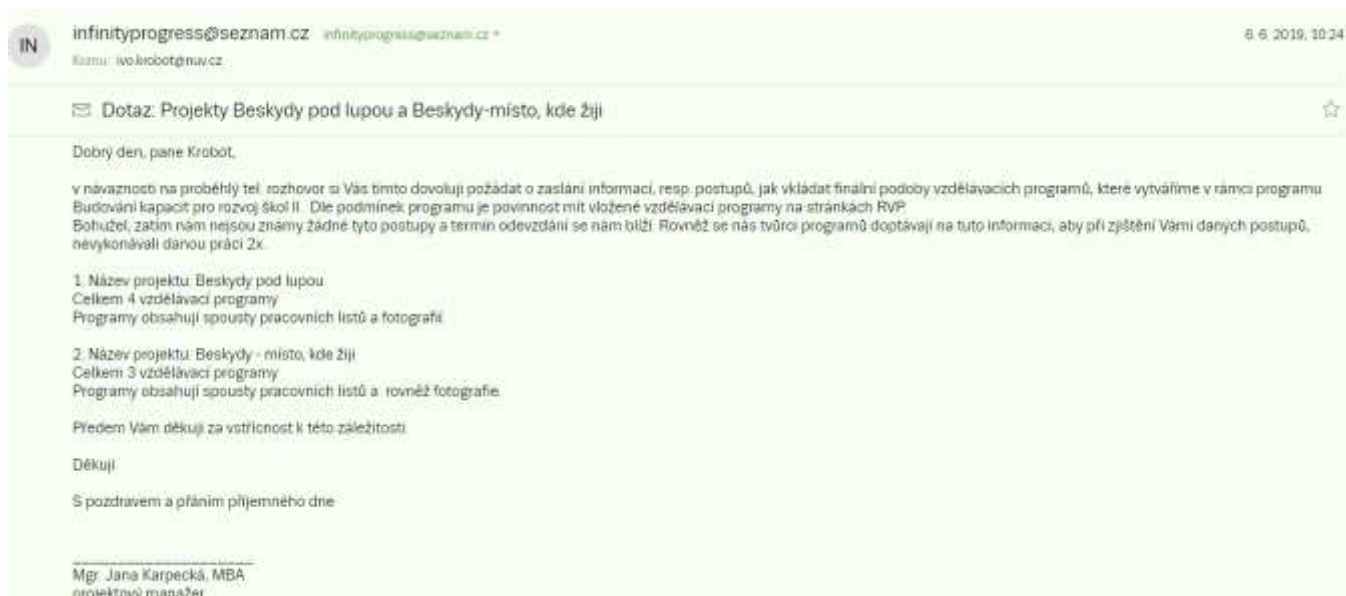 IN
infinityprogress@seznam.cz infinityprogress@seznam.cz
6. 6. 2019, 10:24
Komu: ivo.krobot@nuv.cz
Dotaz: Projekty Beskydy pod lupou a Beskydy-místo, kde žiji
Dobrý den, pane Krobot,
v návaznosti na proběhlý tel. rozhovor si Vás tímto dovoluji požádat o zaslání informací, resp. postupů, jak vkládat finální podoby vzdělávacích programů, které vytváříme v rámci programu
Budování kapacit pro rozvoj škol II. Dle podmínek programu je povinnost mít vložené vzdělávací programy na stránkách RVP.
Bohužel, zatím nám nejsou známy žádné tyto postupy a termín odevzdání se nám blíží. Rovněž se nás tvůrci programů doptávají na tuto informaci, aby při zjištění Vámi daných postupů,
nevykonávali danou práci 2x.
1. Název projektu: Beskydy pod lupou
Celkem 4 vzdělávací programy
Programy obsahují spousty pracovních listů a fotografií.
2. Název projektu: Beskydy - místo, kde žiji
Celkem 3 vzdělávací programy
Programy obsahují spousty pracovních listů a rovněž fotografie.
Předem Vám děkuji za vstřícnost k této záležitosti.
Děkuji
S pozdravem a přáním příjemného dne
Mgr. Jana Karpecká, MBA
projektový manažer